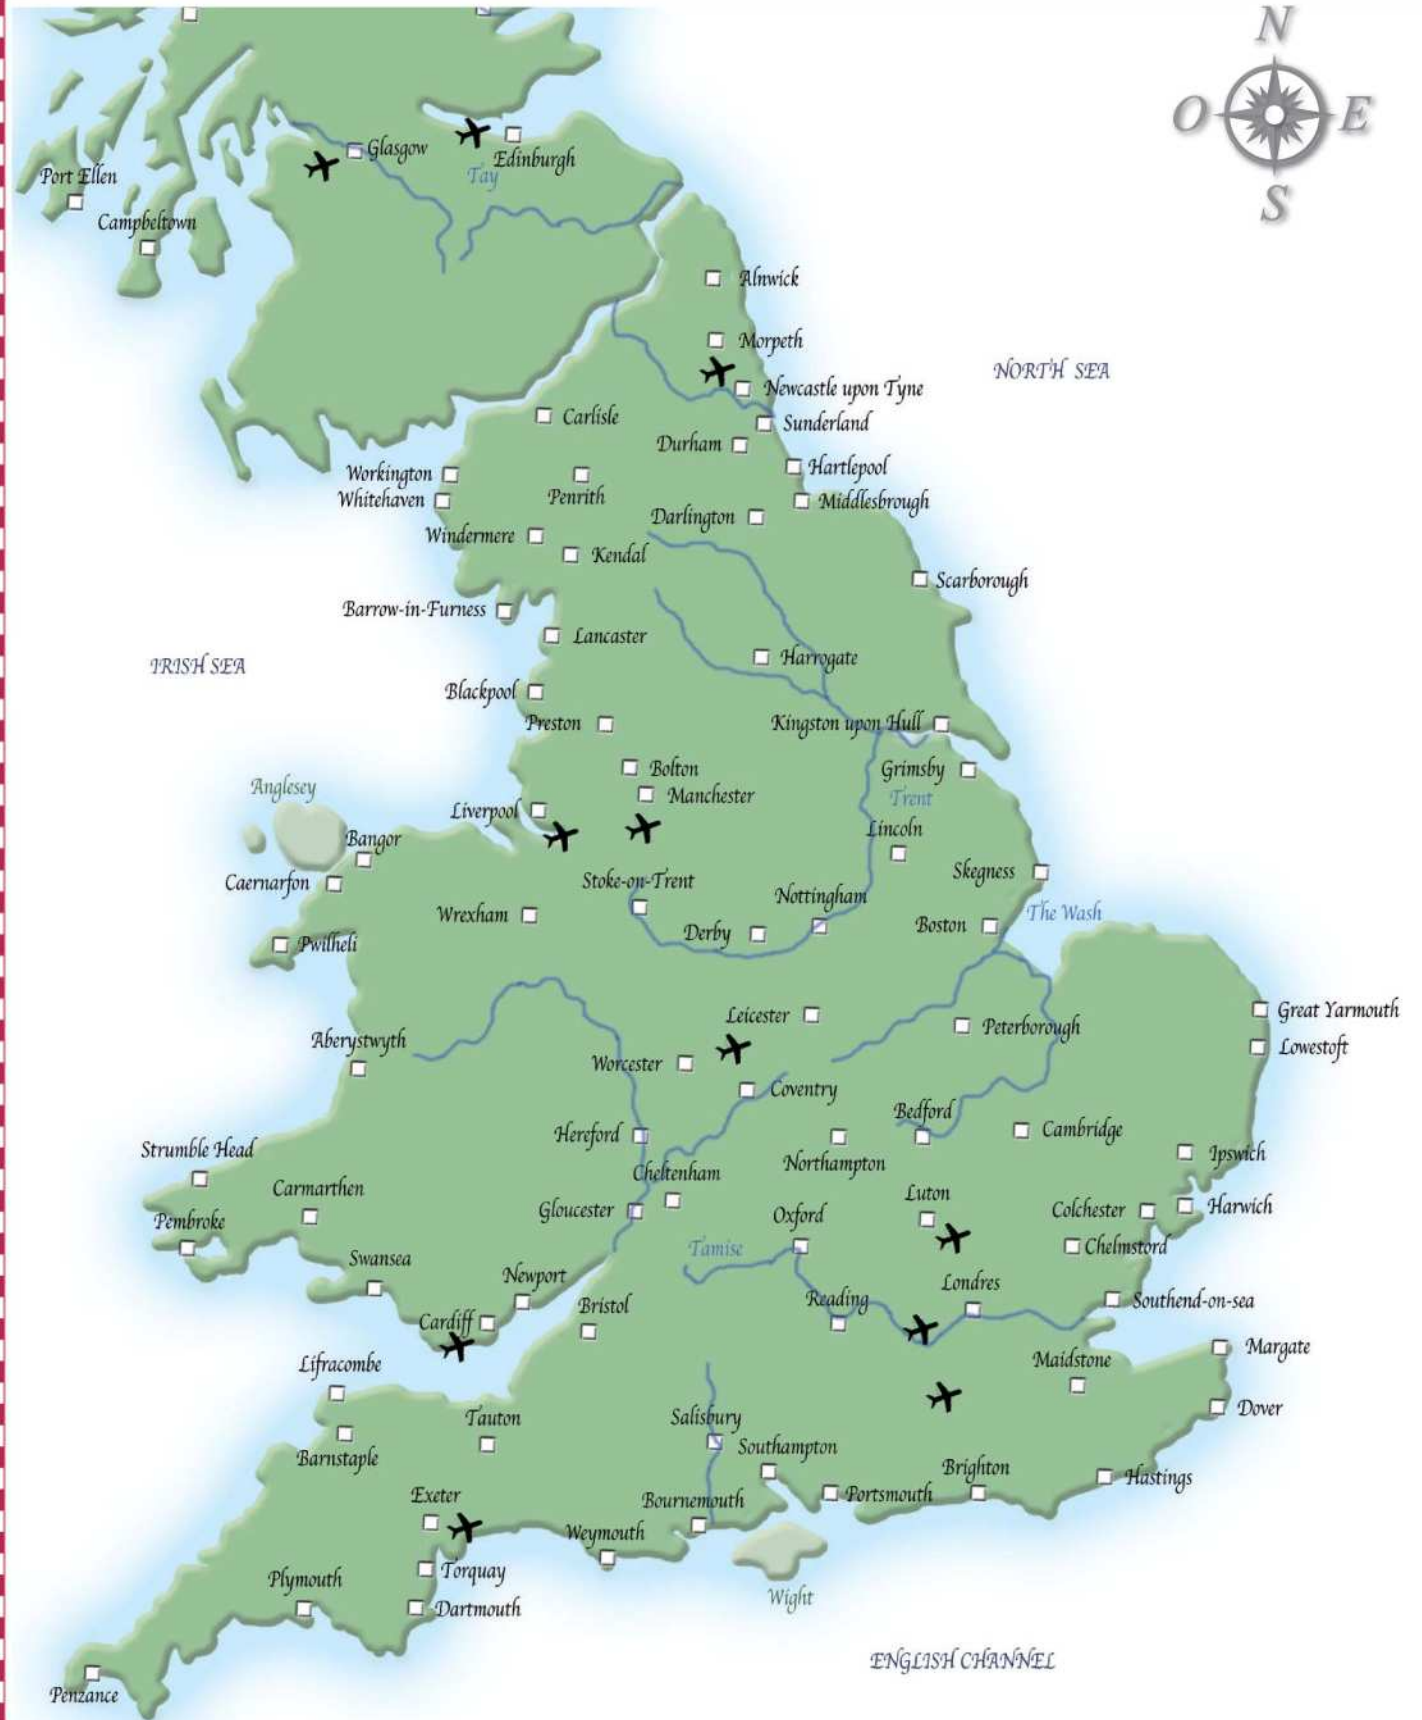 N
O
E
S
Glasgow
Edinburgh
Tay
Port Ellen
Campbeltown
Alnwick
Morpeth
NORTH SEA
Newcastle upon Tyne
Carlisle
Sunderland
Durham
Hartlepool
Workington
Penrith
Whitehaven
Middlesbrough
Darlington
Windermere
Kendal
Scarborough
Barrow-in-Furness
Lancaster
Harrogate
IRISH SEA
Blackpool
Preston
Kingston upon Hull
Bolton
Grimsby
Anglesey
Manchester
Trent
Liverpool
Lincoln
Bangor
Skegness
Caernarfon
Stoke-on-Trent
Nottingham
Wrexham
The Wash
Derby
Boston
Pwllheli
Great Yarmouth
Leicester
Peterborough
Aberystwyth
Lowestoft
Worcester
Coventry
Bedford
Hereford
Cambridge
Strumble Head
Northampton
Ipswich
Cheltenham
Carmarthen
Luton
Gloucester
Colchester
Harwich
Pembroke
Oxford
Tamise
Chelmstord
Swansea
Newport
Londres
Reading
Southend-on-sea
Bristol
Cardiff
Margate
Lifracombe
Maidstone
Dover
Tauton
Salisbury
Southampton
Barnstaple
Brighton
Hastings
Exeter
Bournemouth
Portsmouth
Weymouth
Torquay
Plymouth
Wight
Dartmouth
ENGLISH CHANNEL
Penzance